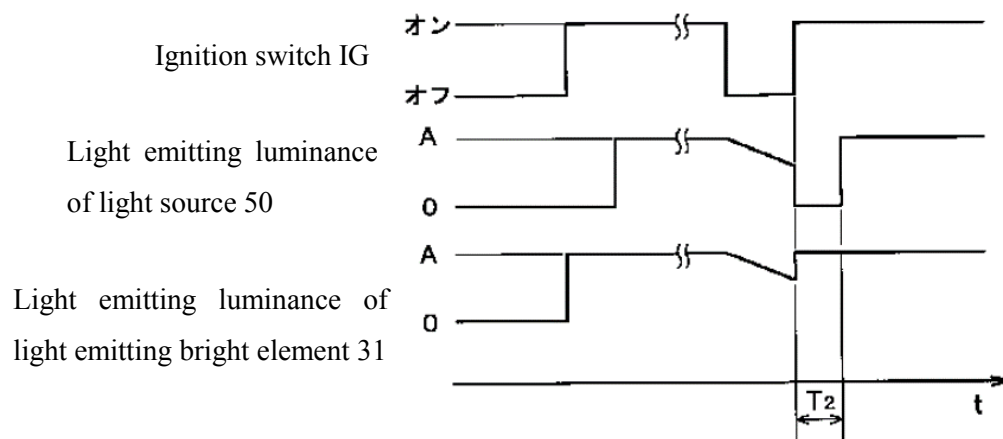 オン
Ignition switch IG
オフ
A
Light emitting luminance
of light source 50
0
A
Light emitting luminance of
0
light emitting bright element 31
T2
t